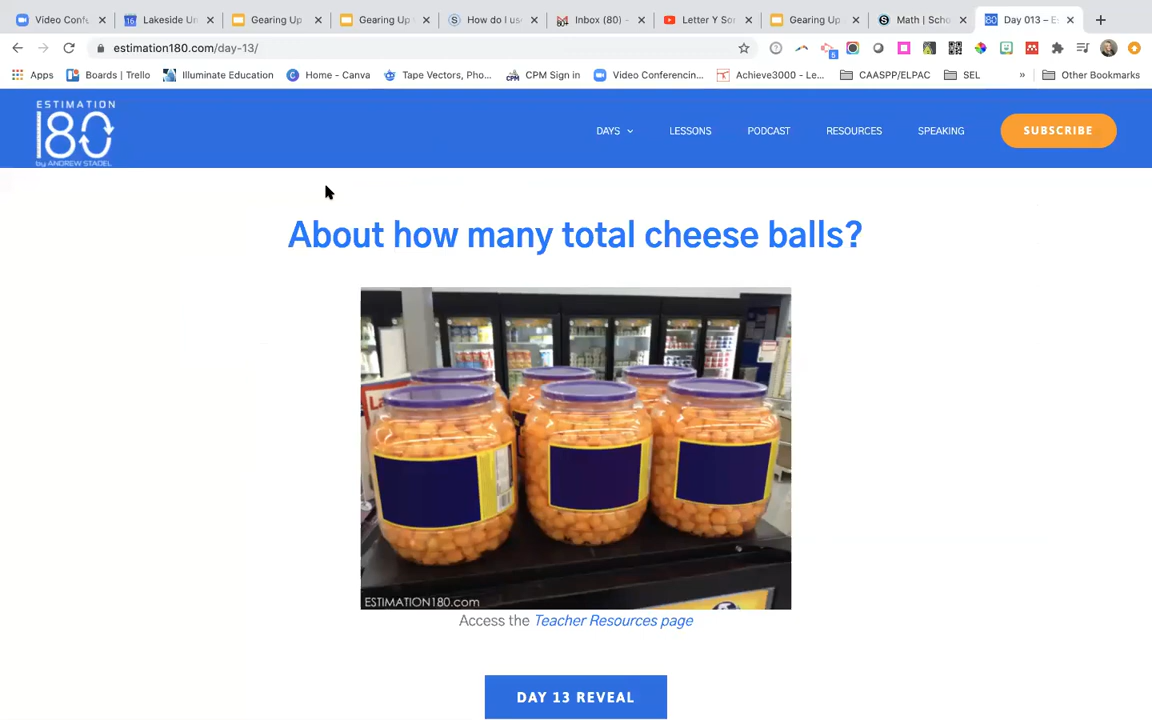 Video Conf
16 Lakeside Un
Gearing Up
Gearing Up
How do I us
Inbox (80) –
Letter Y So
Gearing Up
Math | Scho
Day 013 – E
estimation180.com/day-13/
Apps
Boards | Trello
Illuminate Education
Home - Canva
Tape Vectors, Pho...
CPM CPM Sign in
Video Conferencin...
Achieve3000 - Le...
CAASPP/ELPAC
SEL
»
Other Bookmarks
ESTIMATION
180
by ANDREW STADEL
DAYS
LESSONS
PODCAST
RESOURCES
SPEAKING
SUBSCRIBE
About how many total cheese balls?
ESTIMATION180.com
Access the Teacher Resources page
DAY 13 REVEAL